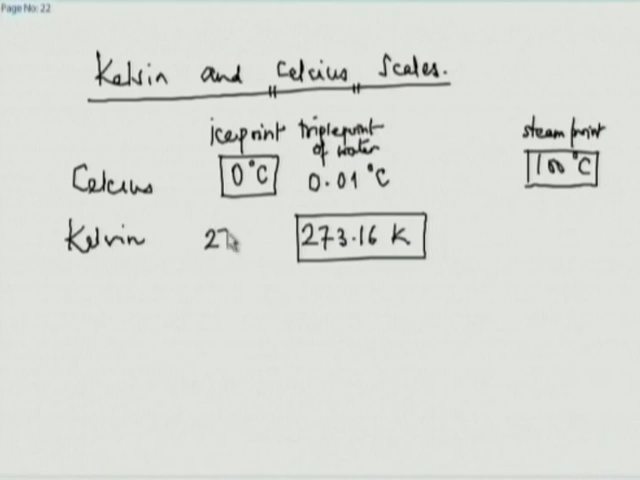 Page No: 22
Kelvin and Celcius Scales.
icepoint triplepoint of water steam point
Celcius 0°C 0.01°C 100°C
Kelvin 27 273.16 K